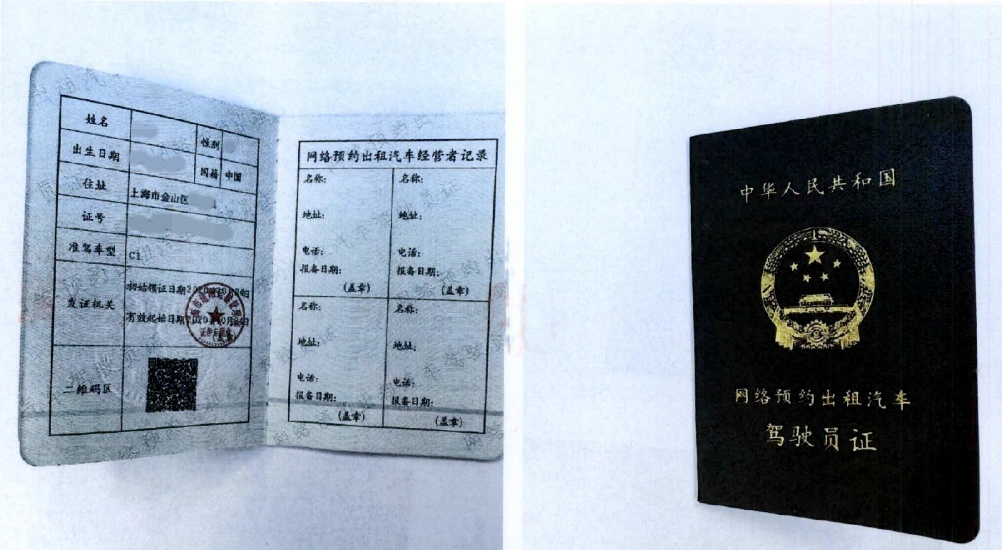 姓名
性别
出生日期
国籍 中国
住址 上海市金山区
证号
准驾车型 C1
发证机关
初始领证日期
有效起始日期
二维码区
网络预约出租汽车经营者记录
名称: 名称:
地址: 地址:
电话: 电话:
报备日期: 报备日期:
(盖章) (盖章)
名称: 名称:
地址: 地址:
电话: 电话:
报备日期: 报备日期:
(盖章) (盖章)
中华人民共和国
网络预约出租汽车
驾驶员证